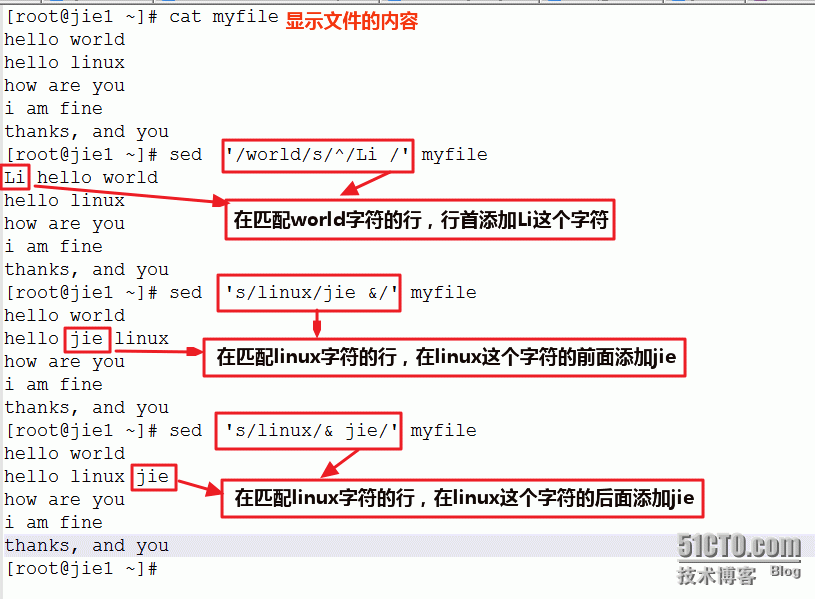 [root@jie1 ~]# cat myfile 显示文件的内容
hello world
hello linux
how are you
i am fine
thanks, and you
[root@jie1 ~]# sed '/world/s/^/Li /' myfile
Li hello world
hello linux
在匹配world字符的行，行首添加Li这个字符
how are you
i am fine
thanks, and you
[root@jie1 ~]# sed 's/linux/jie &/' myfile
hello world
hello jie linux
在匹配linux字符的行，在linux这个字符的前面添加jie
how are you
i am fine
thanks, and you
[root@jie1 ~]# sed 's/linux/& jie/' myfile
hello world
hello linux jie
在匹配linux字符的行，在linux这个字符的后面添加jie
how are you
i am fine
thanks, and you
[root@jie1 ~]#
51CTO.com
技术博客 Blog